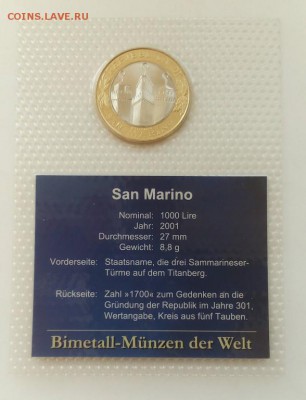 COINS.LAVE.RU
San Marino
Nominal: 1000 Lire
Jahr: 2001
Durchmesser: 27 mm
Gewicht: 8,8 g
Vorderseite: Staatsname, die drei Sammarineser-
Türme auf dem Titanberg.
Rückseite: Zahl »1700« zum Gedenken an die
Gründung der Republik im Jahre 301,
Wertangabe, Kreis aus fünf Tauben.
Bimetall-Münzen der Welt